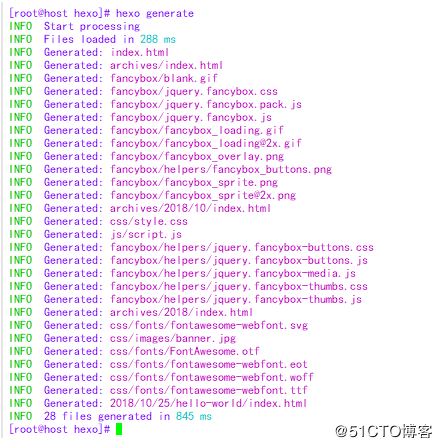 [root@host hexo]# hexo generate
INFO  Start processing
INFO  Files loaded in 288 ms
INFO  Generated: index.html
INFO  Generated: archives/index.html
INFO  Generated: fancybox/blank.gif
INFO  Generated: fancybox/jquery.fancybox.css
INFO  Generated: fancybox/jquery.fancybox.pack.js
INFO  Generated: fancybox/jquery.fancybox.js
INFO  Generated: fancybox/fancybox_loading.gif
INFO  Generated: fancybox/fancybox_loading@2x.gif
INFO  Generated: fancybox/fancybox_overlay.png
INFO  Generated: fancybox/helpers/fancybox_buttons.png
INFO  Generated: fancybox/fancybox_sprite.png
INFO  Generated: fancybox/fancybox_sprite@2x.png
INFO  Generated: archives/2018/10/index.html
INFO  Generated: css/style.css
INFO  Generated: js/script.js
INFO  Generated: fancybox/helpers/jquery.fancybox-buttons.css
INFO  Generated: fancybox/helpers/jquery.fancybox-buttons.js
INFO  Generated: fancybox/helpers/jquery.fancybox-media.js
INFO  Generated: fancybox/helpers/jquery.fancybox-thumbs.css
INFO  Generated: fancybox/helpers/jquery.fancybox-thumbs.js
INFO  Generated: archives/2018/index.html
INFO  Generated: css/fonts/fontawesome-webfont.svg
INFO  Generated: css/images/banner.jpg
INFO  Generated: css/fonts/FontAwesome.otf
INFO  Generated: css/fonts/fontawesome-webfont.eot
INFO  Generated: css/fonts/fontawesome-webfont.woff
INFO  Generated: css/fonts/fontawesome-webfont.ttf
INFO  Generated: 2018/10/25/hello-world/index.html
INFO  28 files generated in 845 ms
[root@host hexo]#
@51CTO博客